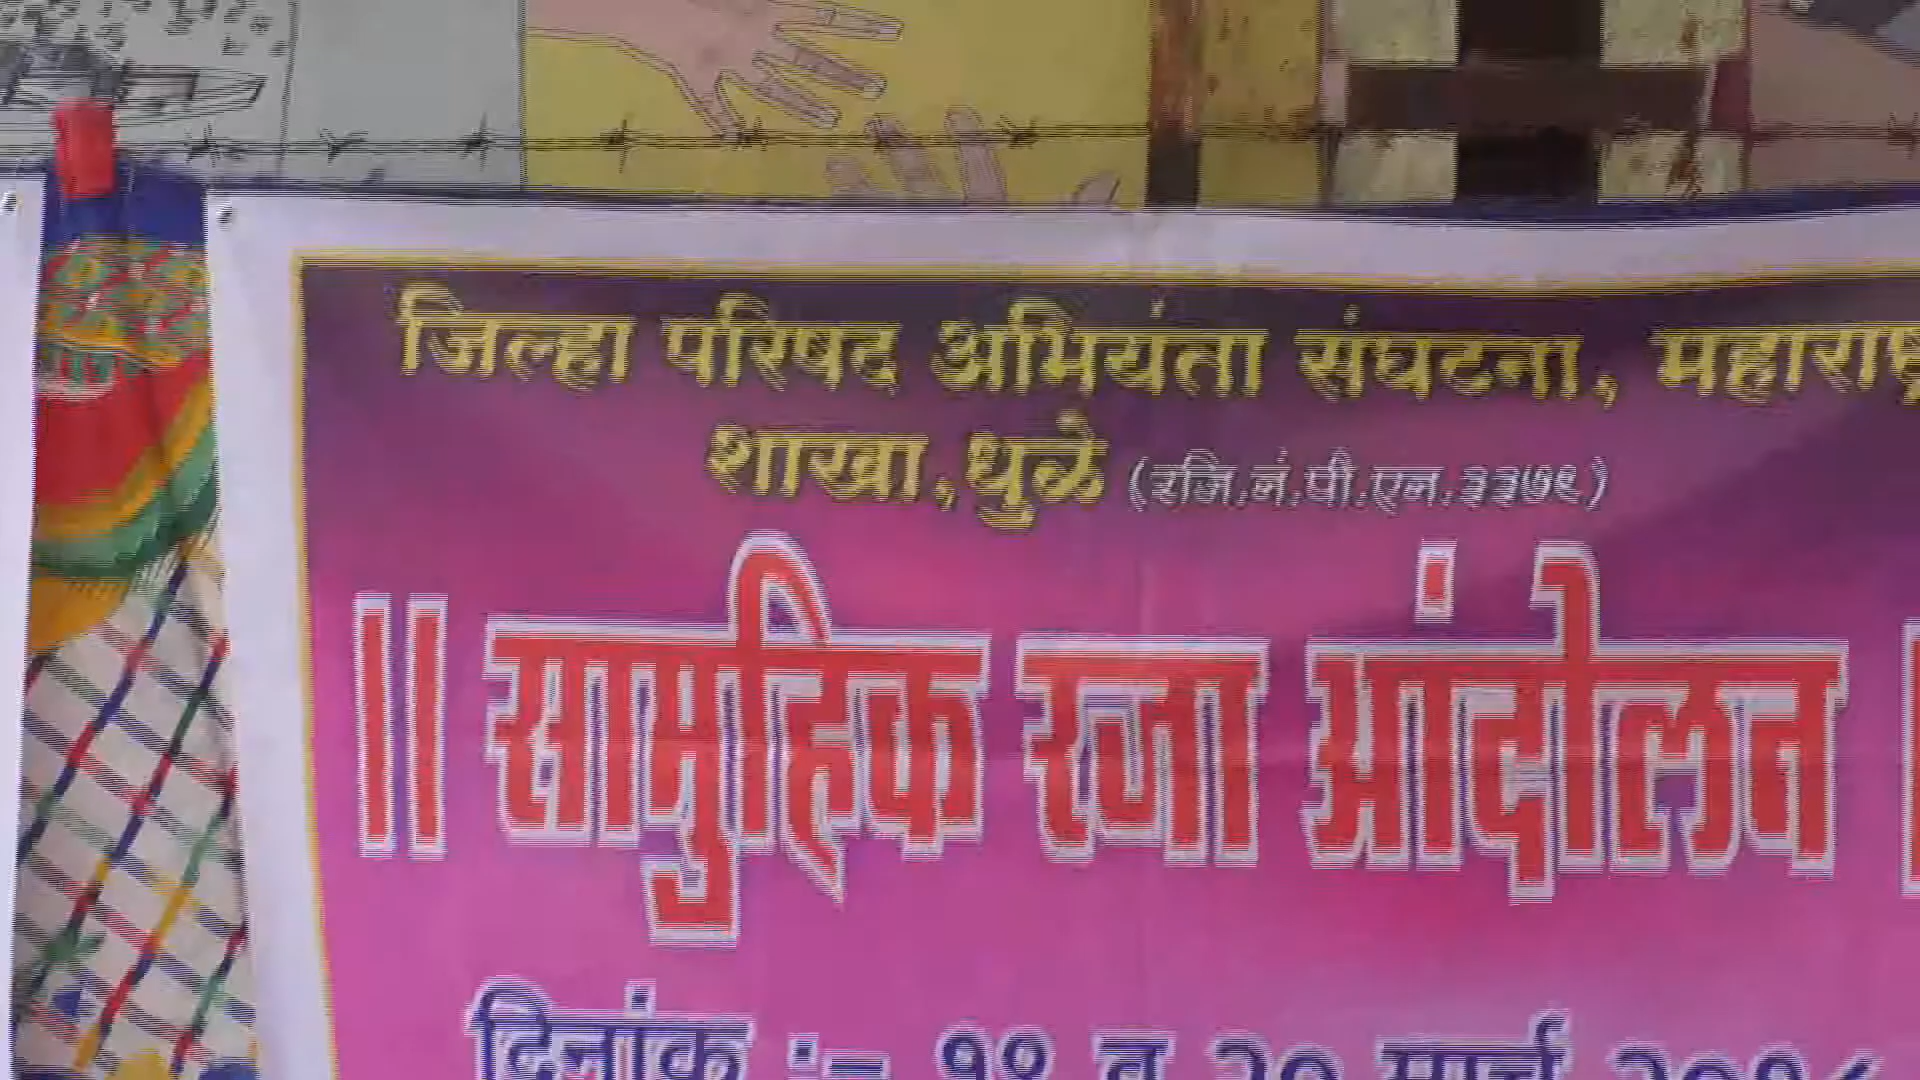 जिल्हा परिषद अभियंता संघटना, महाराष्ट्र
शाखा,धुळे (रजि.नं.पी.एन.३३७९)
|| सामुहिक रजा आंदोलन |
दिनांक :- १९ व २० मार्च